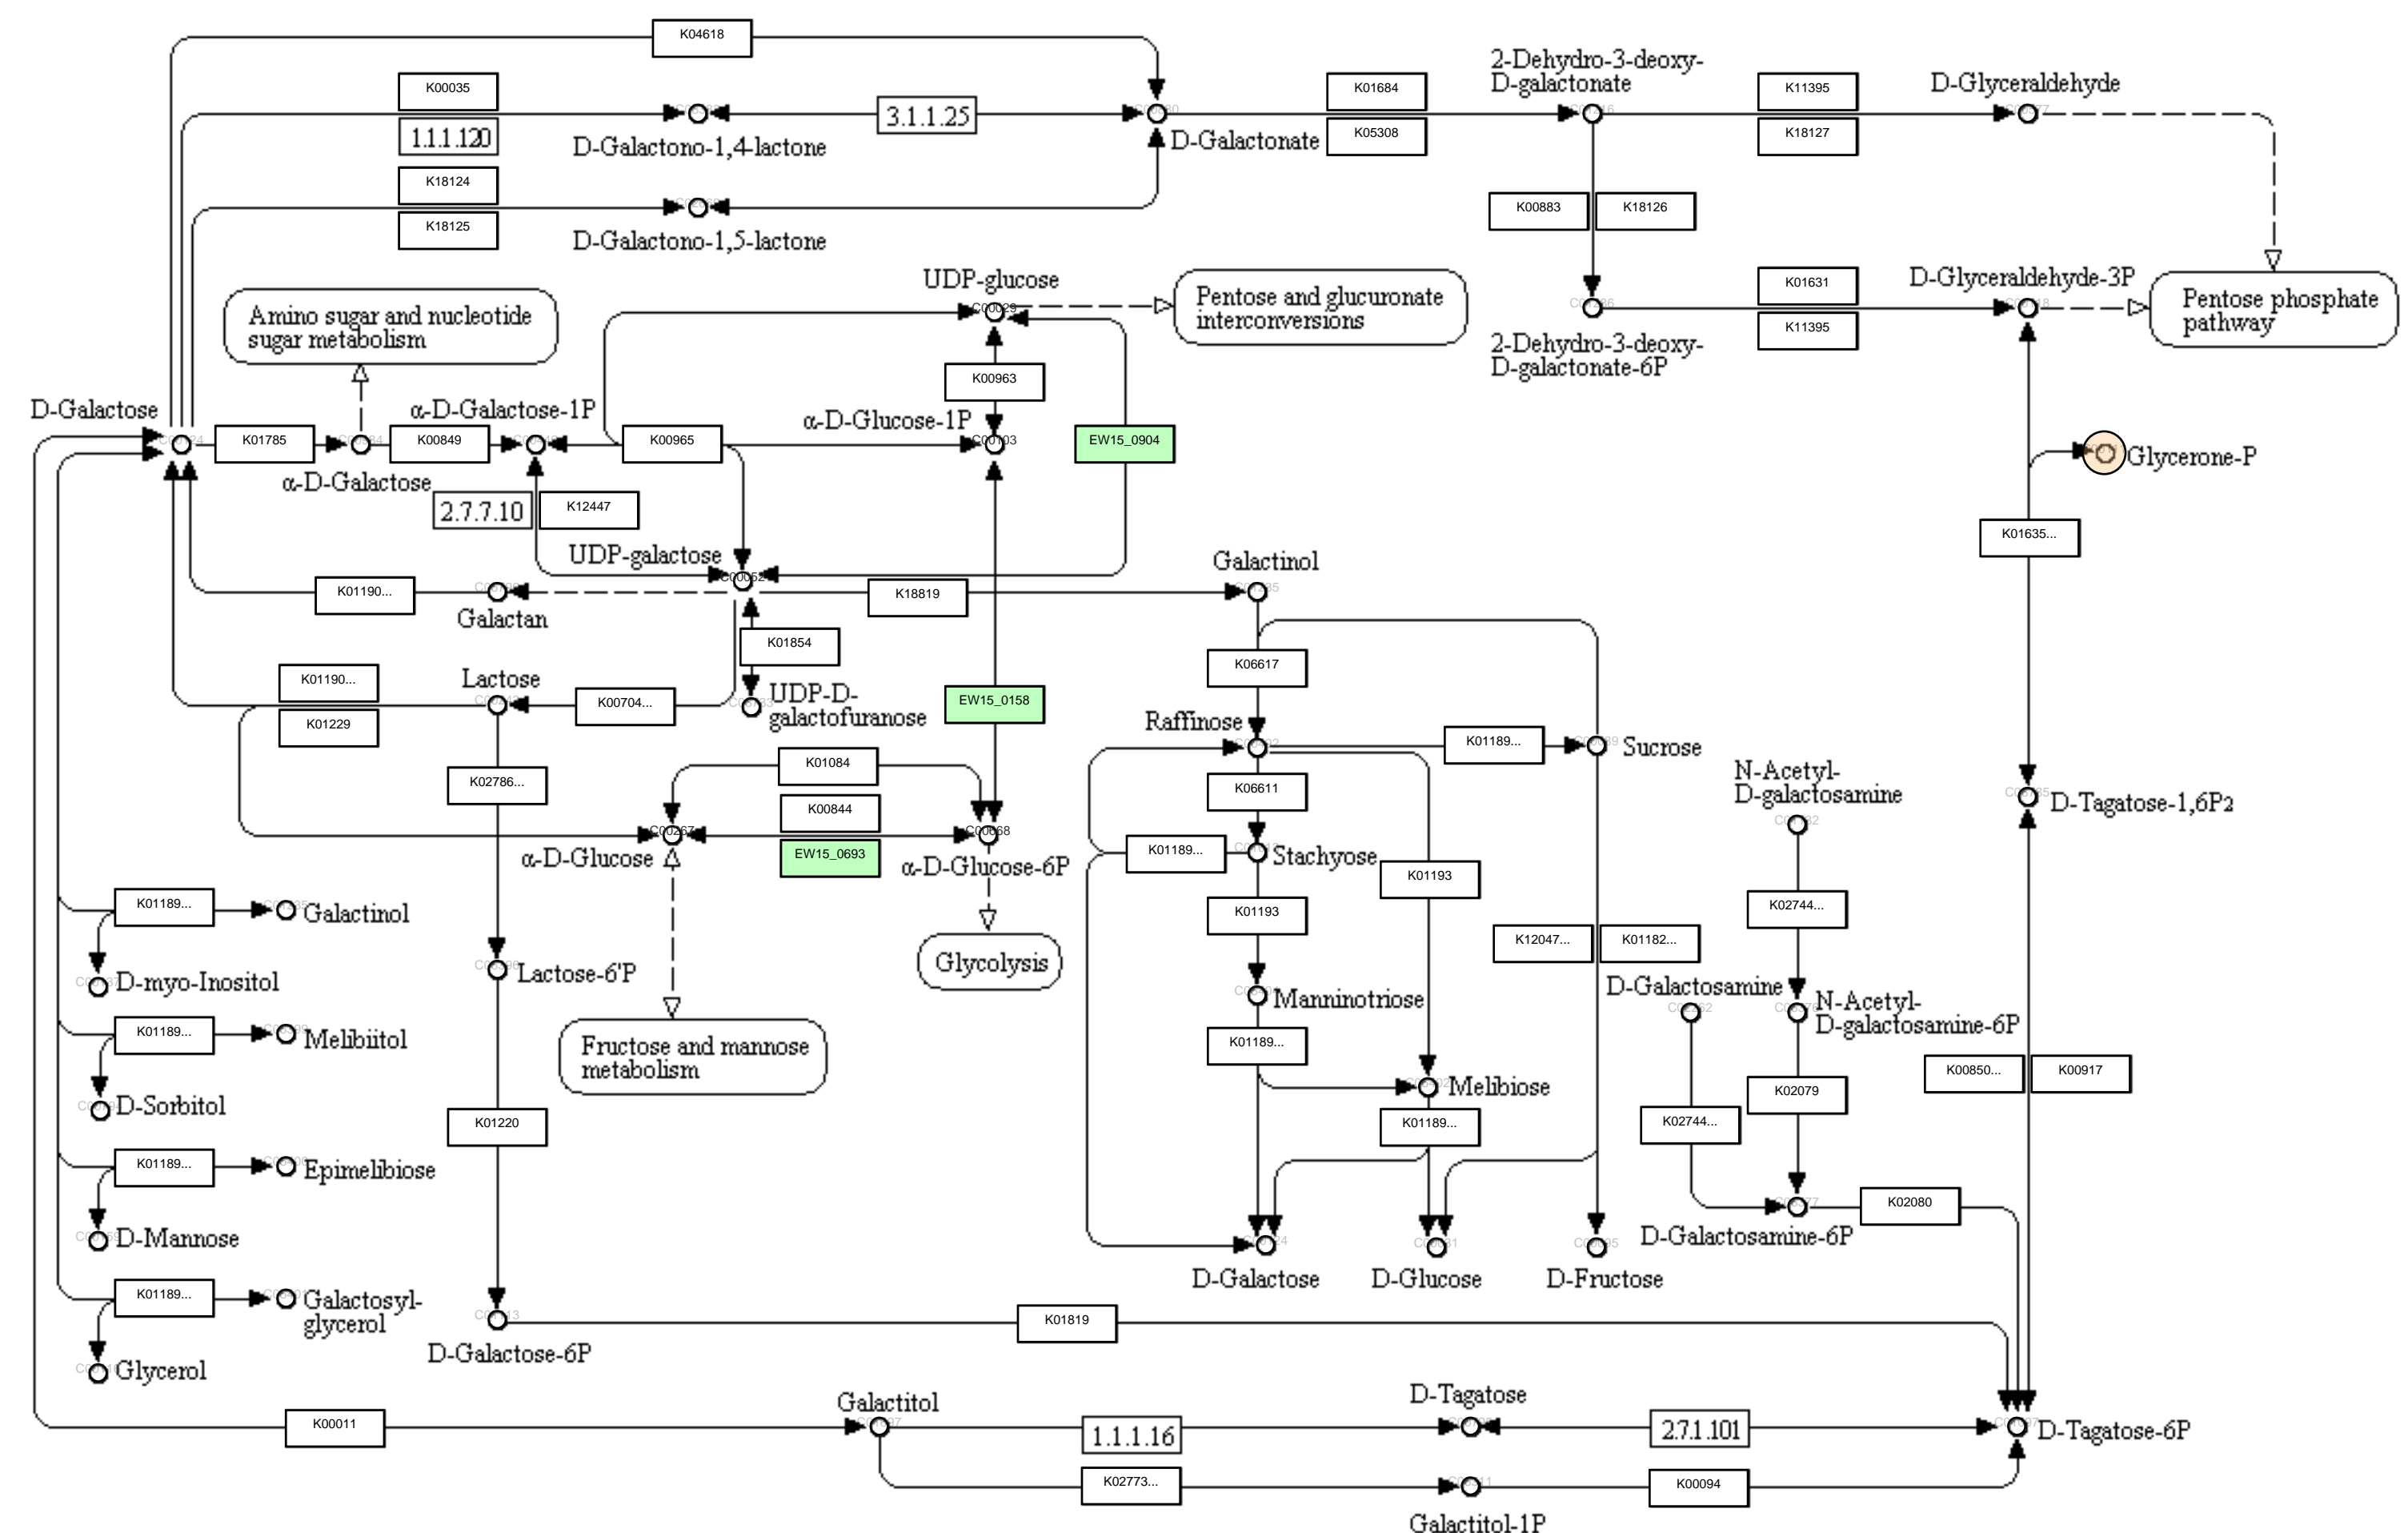 K04618
2-Dehydro-3-deoxy-
D-galactonate
K00035
K01684
K11395
D-Glyceraldehyde
1.1.1.120
3.1.1.25
D-Galactono-1,4-lactone
D-Galactonate
K05308
K18127
K18124
K18125
D-Galactono-1,5-lactone
K00883
K18126
UDP-glucose
C00029
Pentose and glucuronate
interconversions
K01631
D-Glyceraldehyde-3P
K11395
Pentose phosphate
pathway
2-Dehydro-3-deoxy-
D-galactonate-6P
Amino sugar and nucleotide
sugar metabolism
K00963
D-Galactose
α-D-Galactose-1P
α-D-Glucose-1P
K01785
K00849
K00965
C00103
EW15_0904
Glycerone-P
α-D-Galactose
2.7.7.10
K12447
K01635...
UDP-galactose
C00052
Galactinol
K01190...
K18819
Galactan
K01854
K06617
K01190...
Lactose
K00704...
UDP-D-
galactofuranose
EW15_0158
K01229
Raffinose
K01189...
Sucrose
K01084
K02786...
K00844
K06611
N-Acetyl-
D-galactosamine
D-Tagatose-1,6P2
C00267
C00668
α-D-Glucose
EW15_0693
α-D-Glucose-6P
K01189...
Stachyose
K01193
K01189...
Galactinol
K01193
K02744...
K12047...
K01182...
Glycolysis
D-myo-Inositol
Lactose-6'P
Manninotriose
D-Galactosamine
N-Acetyl-
D-galactosamine-6P
K01189...
Melibiitol
Fructose and mannose
metabolism
K01189...
K00850...
K00917
D-Sorbitol
Melibiose
K02079
K01220
K01189...
K02744...
K01189...
Epimelibiose
K02080
D-Mannose
D-Galactosamine-6P
D-Galactose
D-Glucose
D-Fructose
K01189...
Galactosyl-
glycerol
K01819
D-Galactose-6P
Glycerol
Galactitol
D-Tagatose
K00011
1.1.1.16
2.7.1.101
D-Tagatose-6P
K02773...
K00094
Galactitol-1P